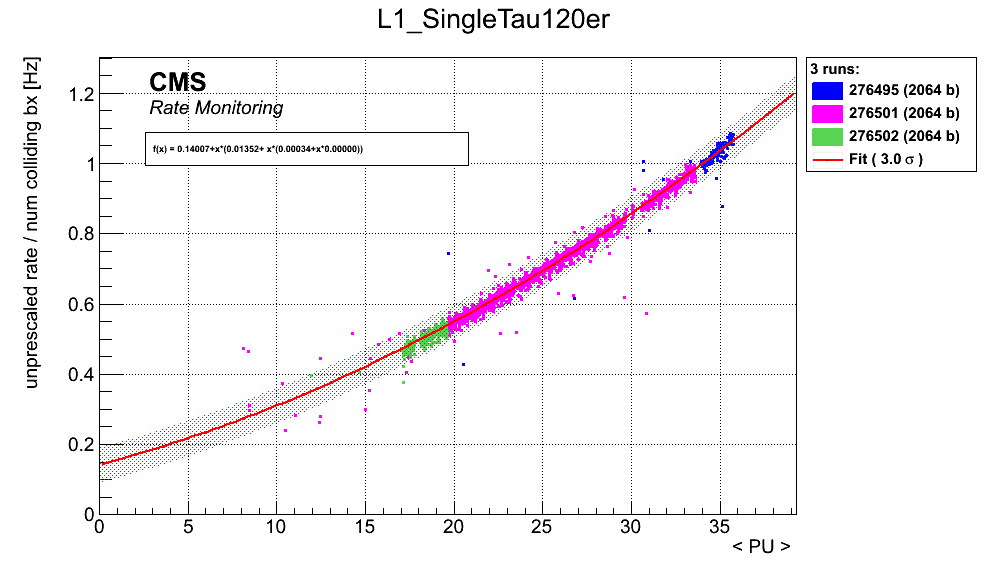 L1_SingleTau120er
unprescaled rate / num colliding bx [Hz]
CMS
Rate Monitoring
f(x) = 0.14007+x*(0.01352+ x*(0.00034+x*0.00000))
3 runs:
276495 (2064 b)
276501 (2064 b)
276502 (2064 b)
Fit ( 3.0 σ )
1.2
1
0.8
0.6
0.4
0.2
0
0 5 10 15 20 25 30 35
< PU >